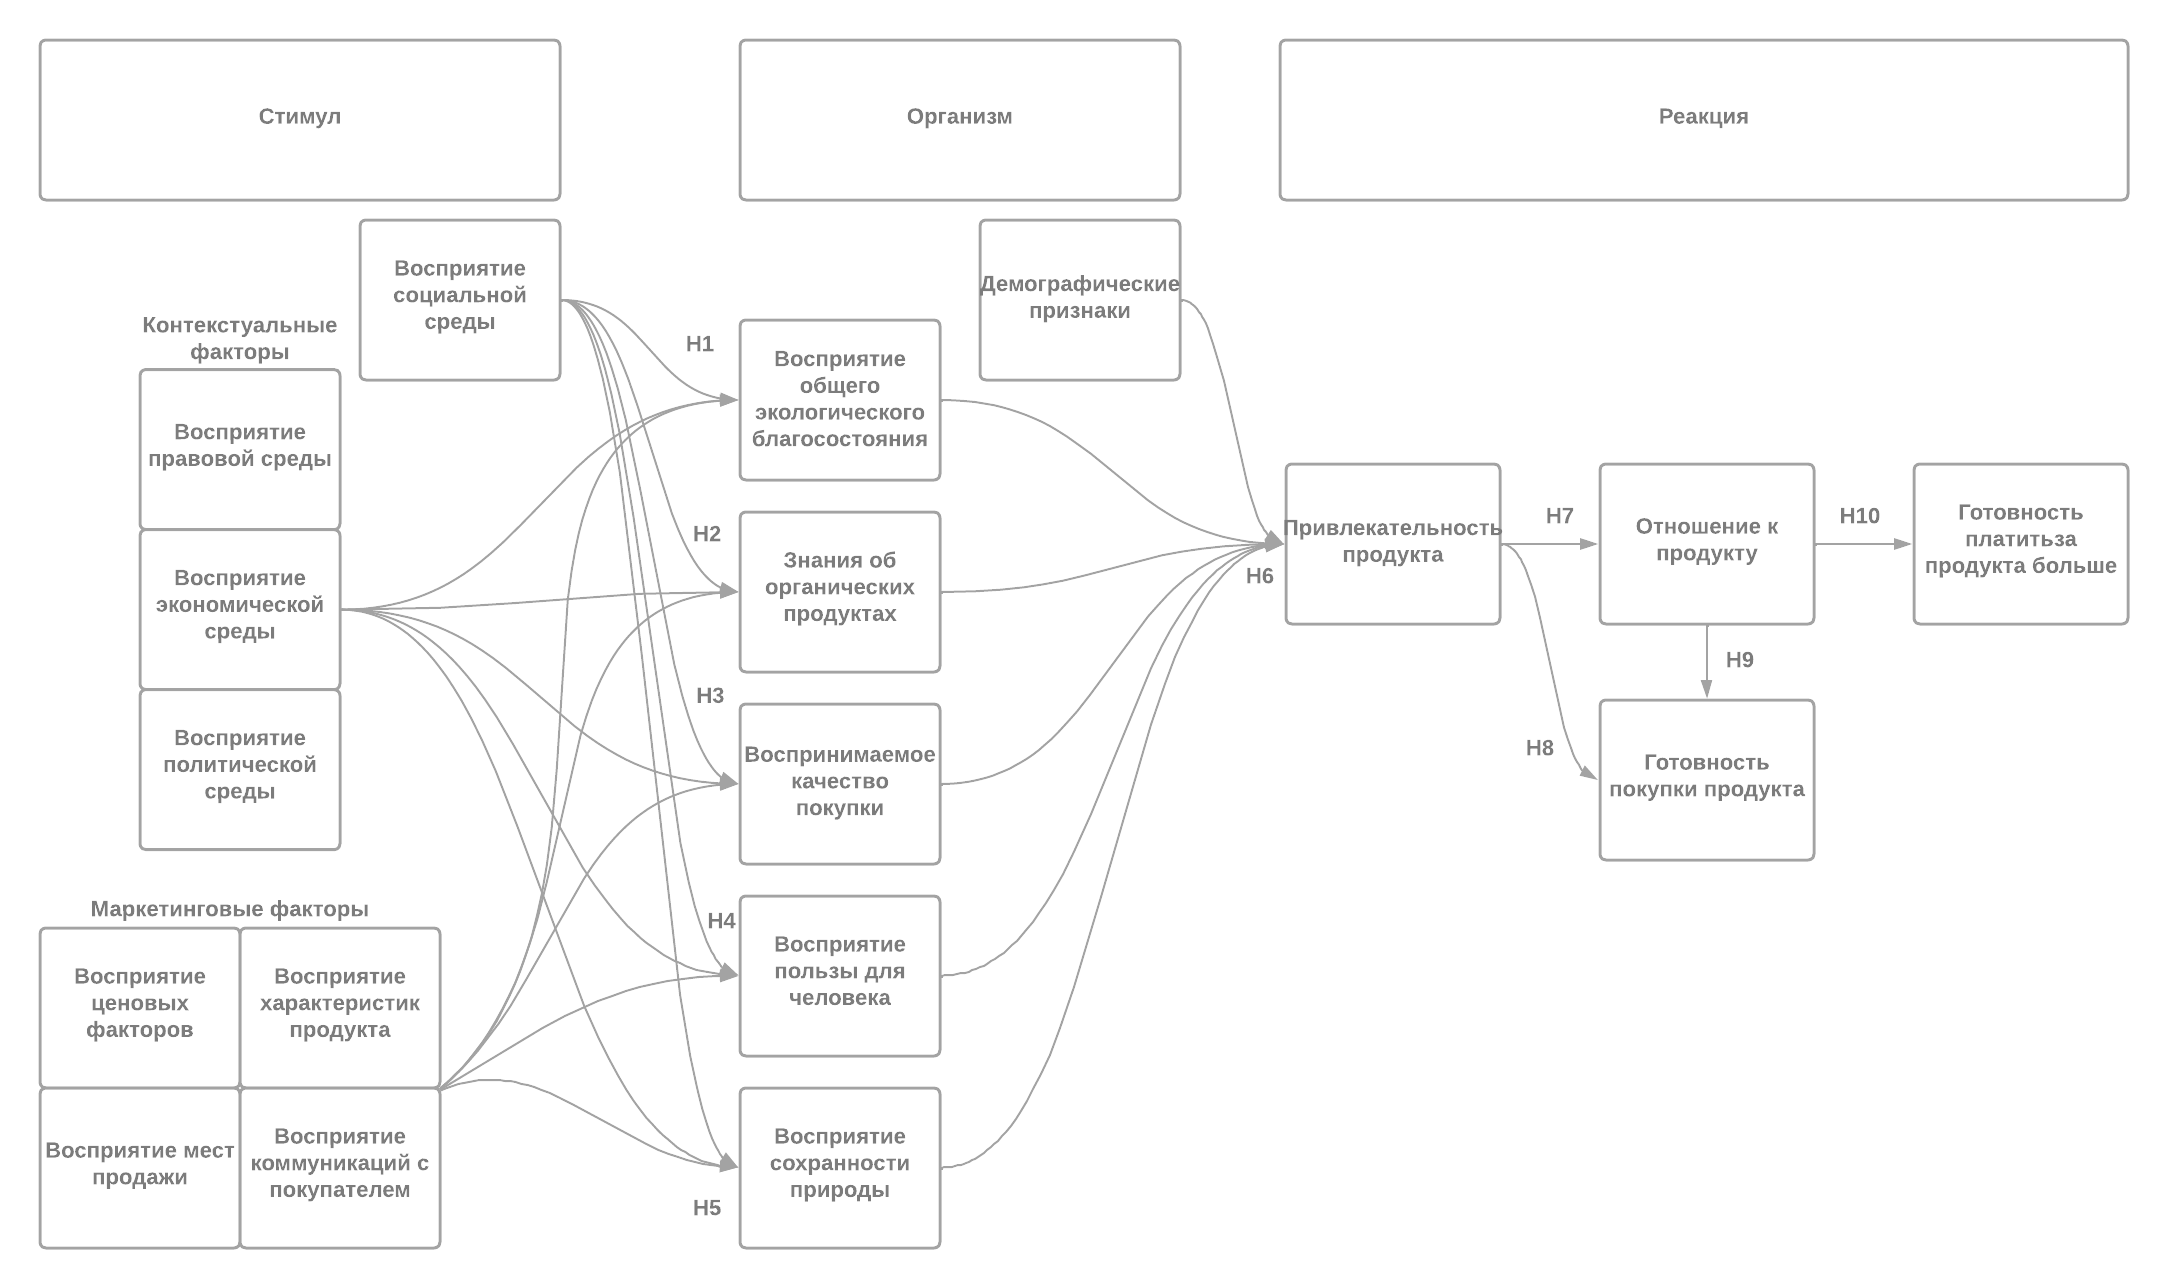 Стимул
Организм
Реакция
Восприятие
социальной
среды
Демографические
признаки
Контекстуальные
факторы
H1
Восприятие
общего
экологического
благосостояния
Восприятие
правовой среды
Привлекательность
продукта
H7
Отношение к
продукту
H10
Готовность
платитьза
продукта больше
H2
Знания об
органических
продуктах
H6
Восприятие
экономической
среды
H9
H3
Воспринимаемое
качество
покупки
Восприятие
политической
среды
H8
Готовность
покупки продукта
Маркетинговые факторы
H4
Восприятие
пользы для
человека
Восприятие
ценовых
факторов
Восприятие
характеристик
продукта
Восприятие мест
продажи
Восприятие
коммуникаций с
покупателем
Восприятие
сохранности
природы
H5